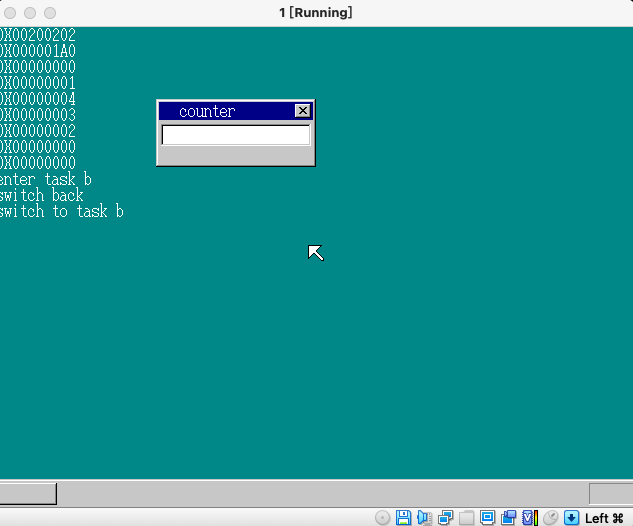 1 [Running]
0X00200202
0X000001A0
0X00000000
0X00000001
0X00000004
0X00000003
0X00000002
0X00000000
0X00000000
enter task b
switch back
switch to task b
counter
Left ⌘